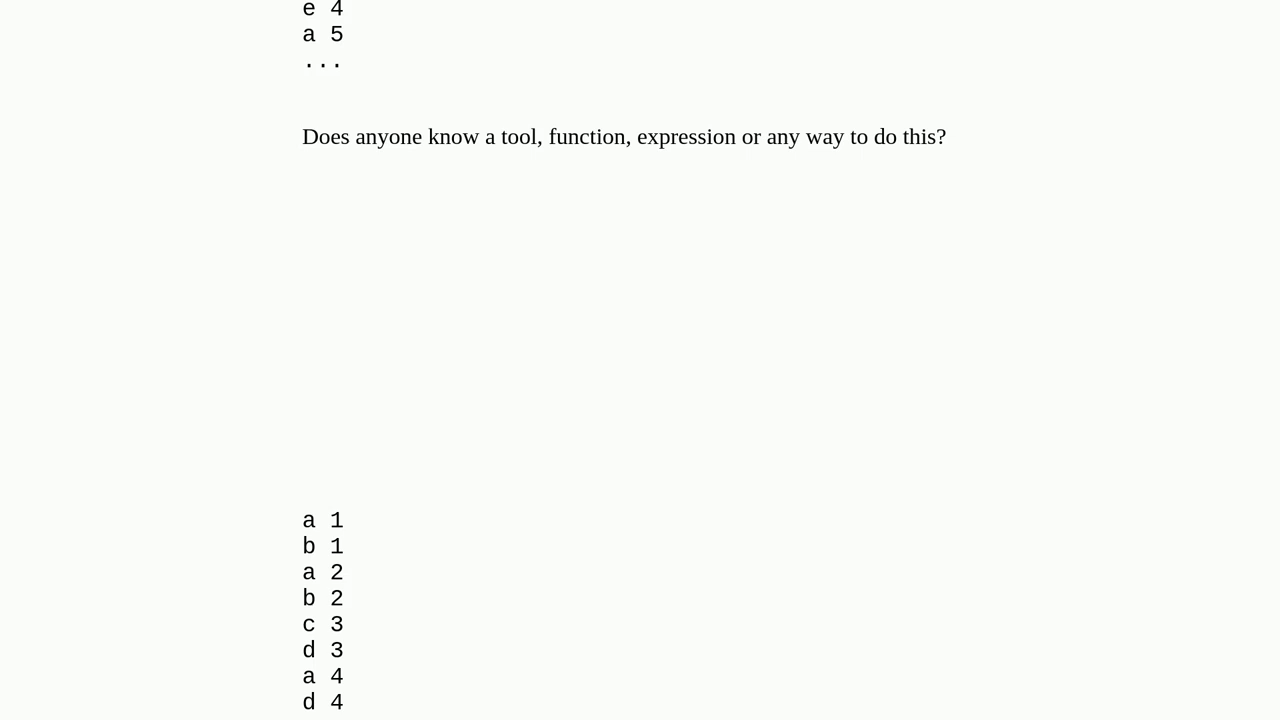 e 4
a 5
...
Does anyone know a tool, function, expression or any way to do this?
a 1
b 1
a 2
b 2
c 3
d 3
a 4
d 4